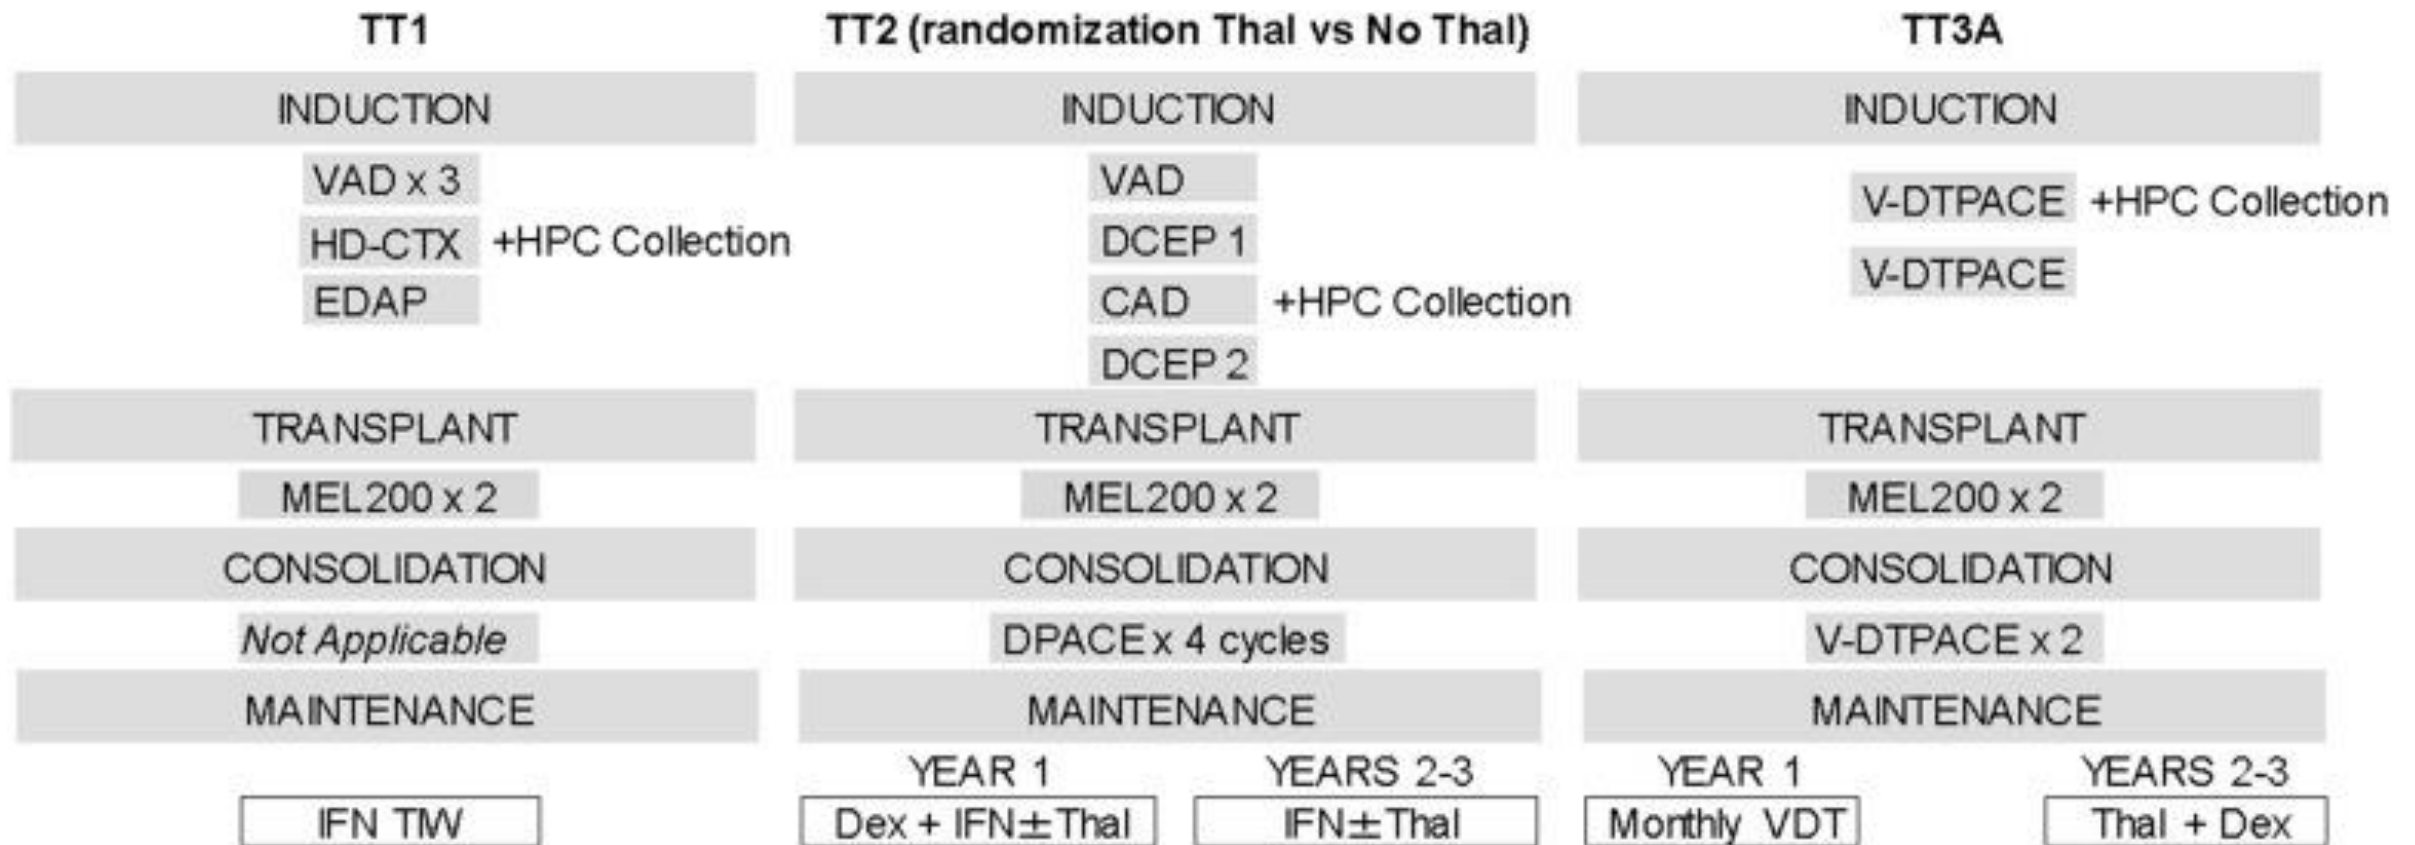 TT1
INDUCTION
VAD x 3
HD-CTX +HPC Collection
EDAP
TRANSPLANT
MEL200 x 2
CONSOLIDATION
Not Applicable
MAINTENANCE
IFN TIW
TT2 (randomization Thal vs No Thal)
INDUCTION
VAD
DCEP 1
CAD +HPC Collection
DCEP 2
TRANSPLANT
MEL200 x 2
CONSOLIDATION
DPACE x 4 cycles
MAINTENANCE
YEAR 1
Dex + IFN±Thal
YEARS 2-3
IFN±Thal
TT3A
INDUCTION
V-DTPACE +HPC Collection
V-DTPACE
TRANSPLANT
MEL200 x 2
CONSOLIDATION
V-DTPACE x 2
MAINTENANCE
YEAR 1
Monthly VDT
YEARS 2-3
Thal + Dex